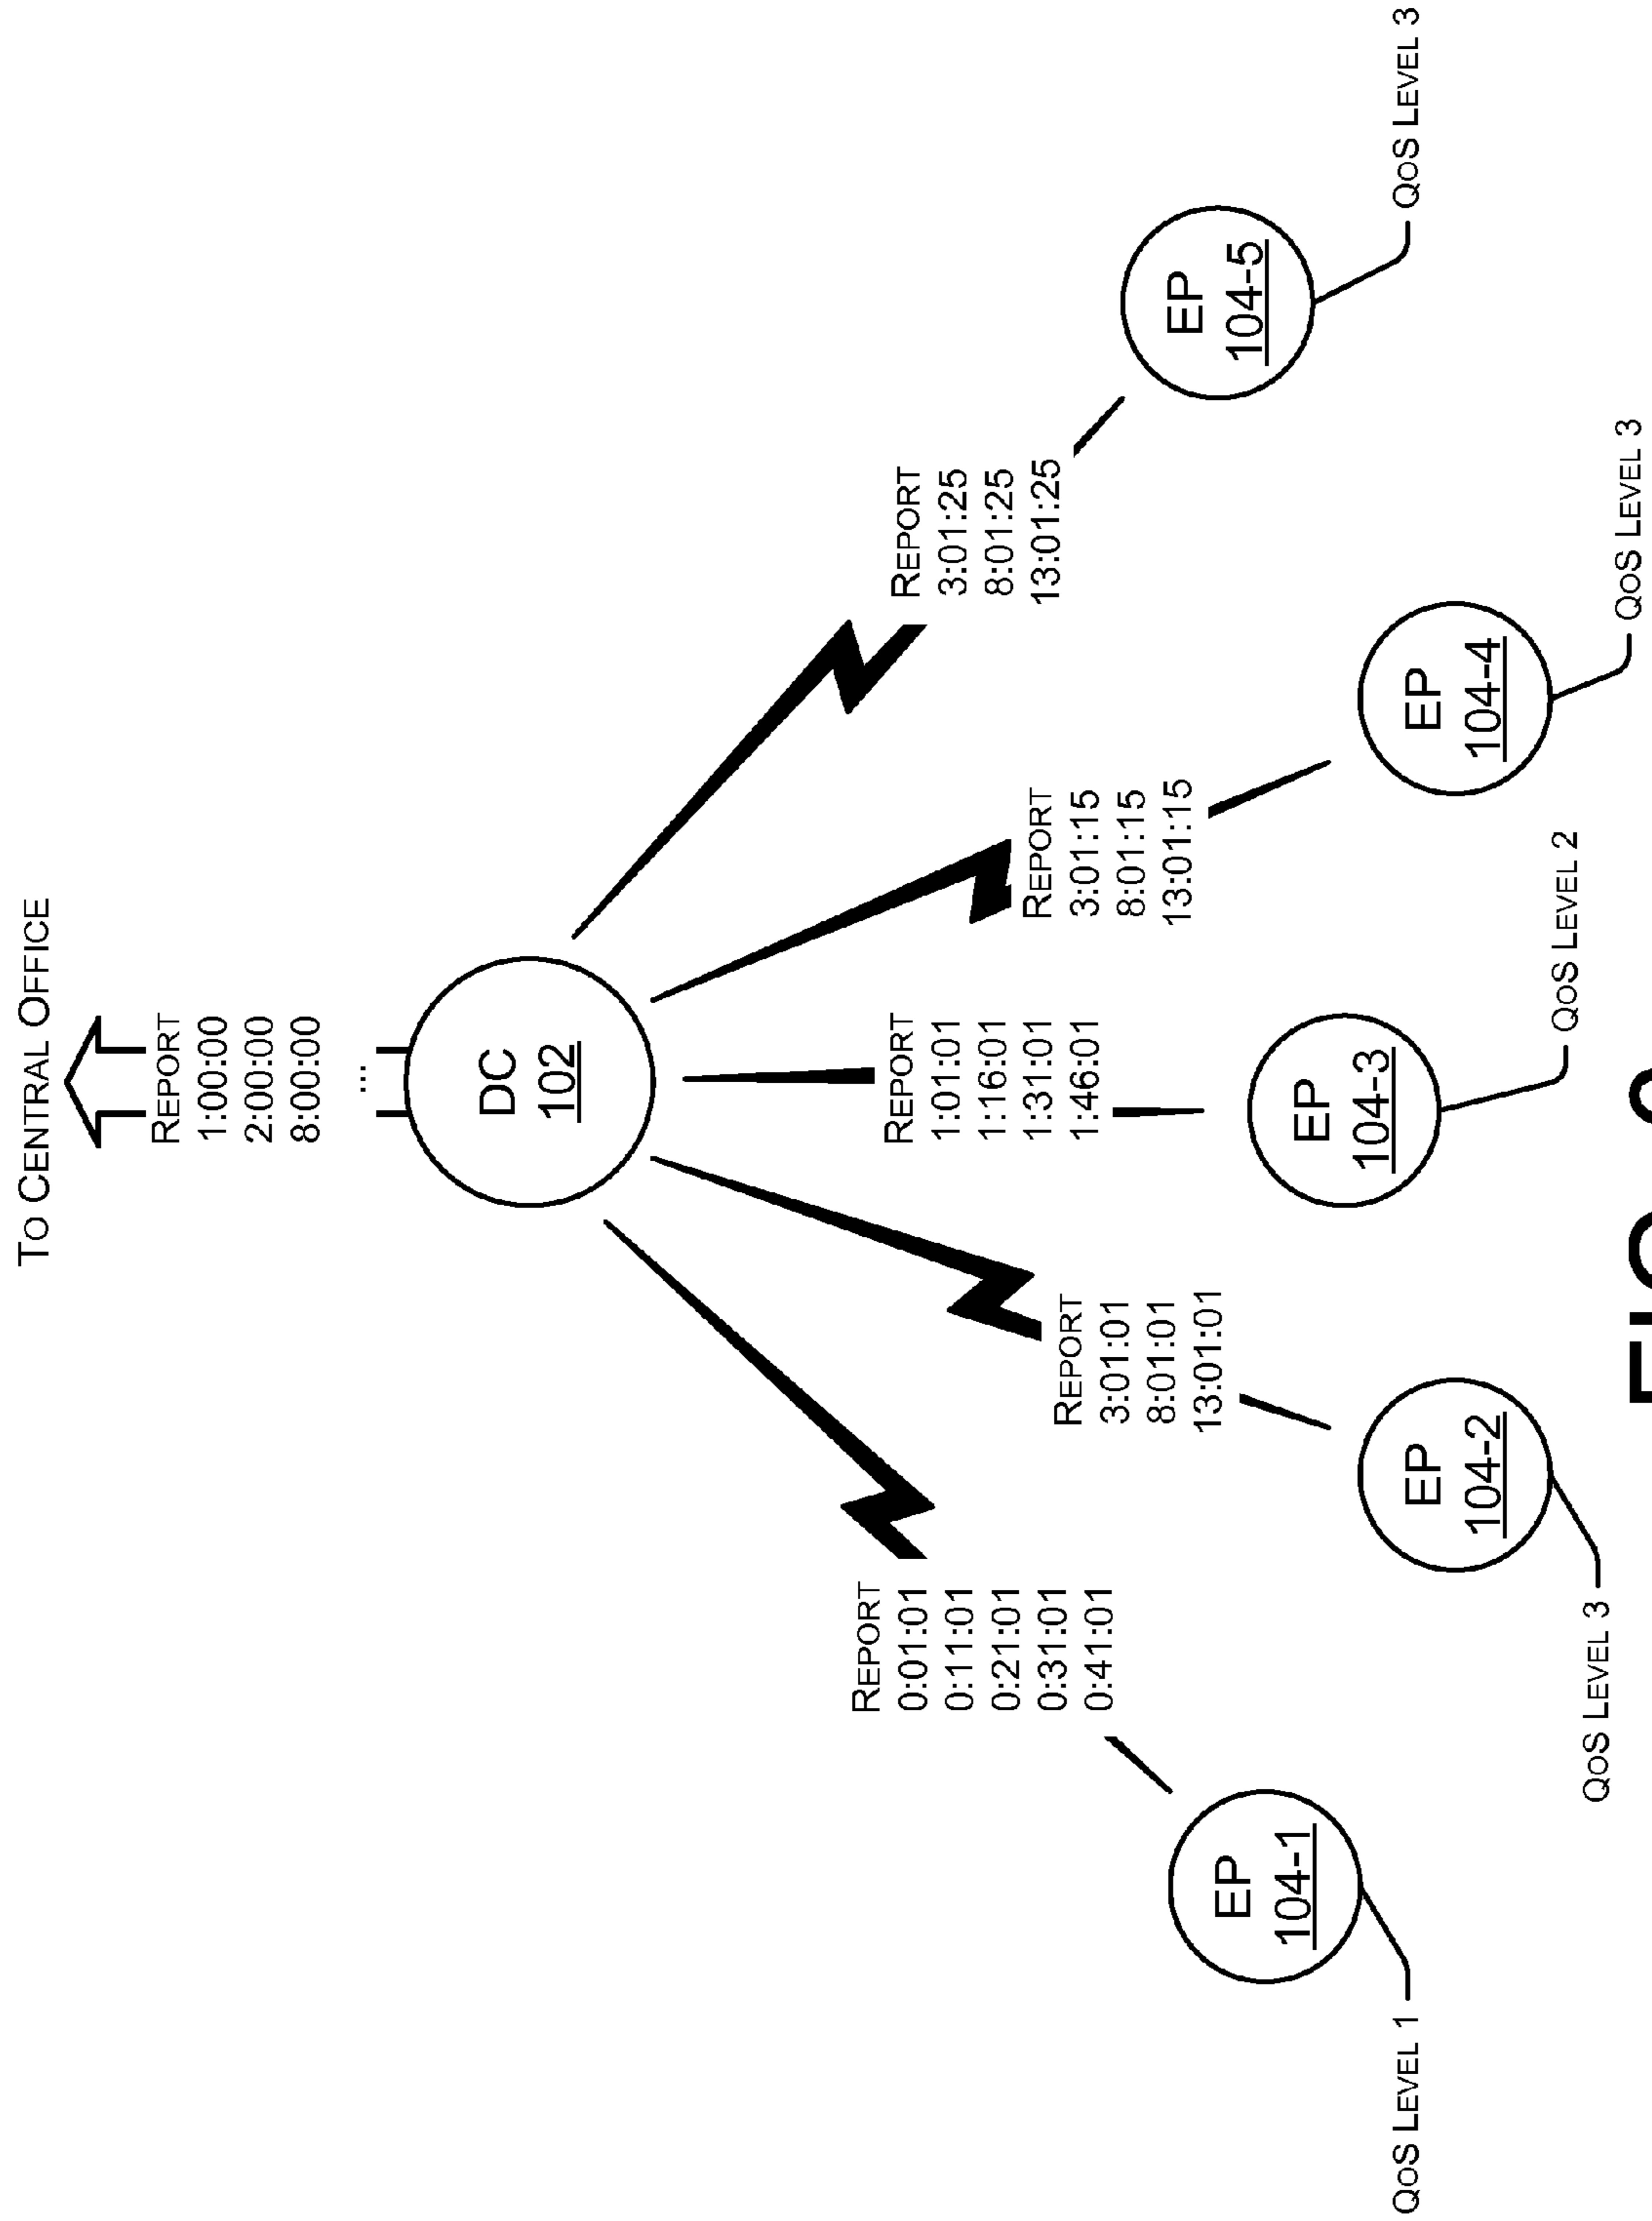 TO CENTRAL OFFICE
REPORT
1:00:00
2:00:00
8:00:00
...
DC
102
REPORT
0:01:01
0:11:01
0:21:01
0:31:01
0:41:01
REPORT
3:01:01
8:01:01
13:01:01
REPORT
1:01:01
1:16:01
1:31:01
1:46:01
REPORT
3:01:15
8:01:15
13:01:15
REPORT
3:01:25
8:01:25
13:01:25
EP
104-1
EP
104-2
EP
104-3
EP
104-4
EP
104-5
QOS LEVEL 1
QOS LEVEL 3
QOS LEVEL 2
QOS LEVEL 3
QOS LEVEL 3